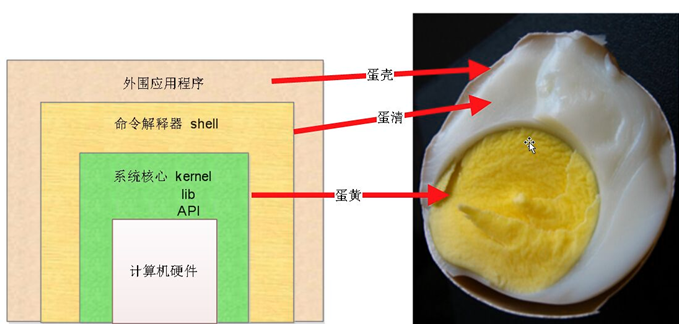 外围应用程序
命令解释器 shell
系统核心 kernel
lib
API
计算机硬件
蛋壳
蛋清
蛋黄